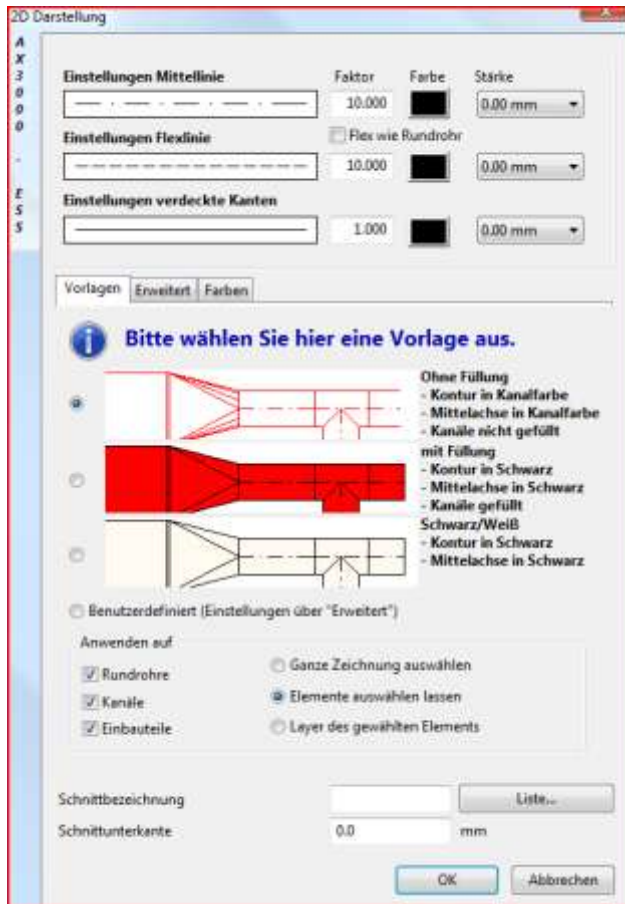 2D Darstellung
AX3000 - ESS
Einstellungen Mittellinie Faktor Farbe Stärke
10.000 0.00 mm
Einstellungen Flexlinie Flex wie Rundrohr
10.000 0.00 mm
Einstellungen verdeckte Kanten
1.000 0.00 mm
Vorlagen Erweitert Farben
Bitte wählen Sie hier eine Vorlage aus.
Ohne Füllung
- Kontur in Kanalfarbe
- Mittelachse in Kanalfarbe
- Kanäle nicht gefüllt
mit Füllung
- Kontur in Schwarz
- Mittelachse in Schwarz
- Kanäle gefüllt
Schwarz/Weiß
- Kontur in Schwarz
- Mittelachse in Schwarz
Benutzerdefiniert (Einstellungen über "Erweitert")
Anwenden auf
Rundrohre
Kanäle
Einbauteile
Ganze Zeichnung auswählen
Elemente auswählen lassen
Layer des gewählten Elements
Schnittbezeichnung Liste...
Schnittunterkante 0.0 mm
OK Abbrechen